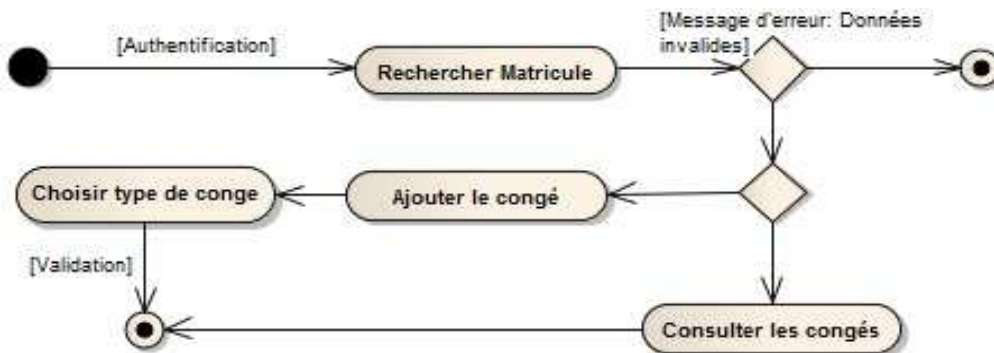 [Message d'erreur: Données
invalides]
[Authentification]
Rechercher Matricule
Choisir type de conge
Ajouter le congé
[Validation]
Consulter les congés